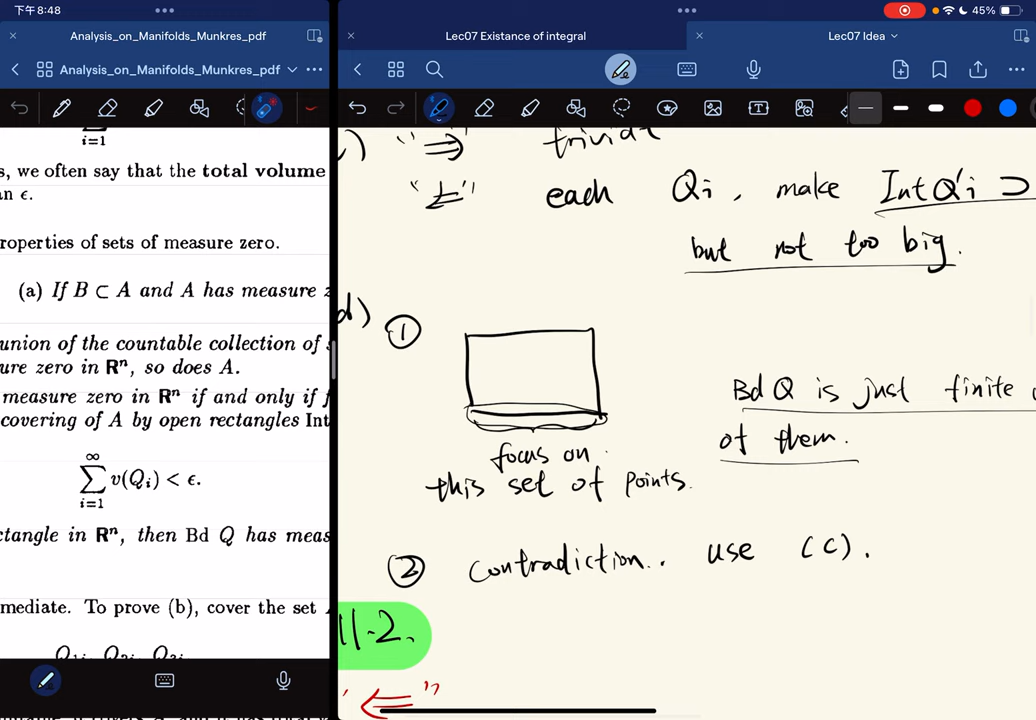 下午8:48
45%
Analysis_on_Manifolds_Munkres_pdf
Analysis_on_Manifolds_Munkres_pdf
i=1
s, we often say that the total volume
an ϵ.
roperties of sets of measure zero.
(a) If B ⊂ A and A has measure z
union of the countable collection of s
ure zero in Rⁿ, so does A.
measure zero in Rⁿ if and only if f
covering of A by open rectangles Int
∞
∑ v(Qi) < ϵ.
i=1
ctangle in Rⁿ, then Bd Q has meas
mediate. To prove (b), cover the set
Lec07 Existance of integral
Lec07 Idea
) "⇒" trivial
"⇐" each Qi, make Int Q'i ⊃
but not too big.
d) ①
Bd Q is just finite
of them.
focus on
this set of points.
② contradiction. use (c).
11-2.
"⇐"